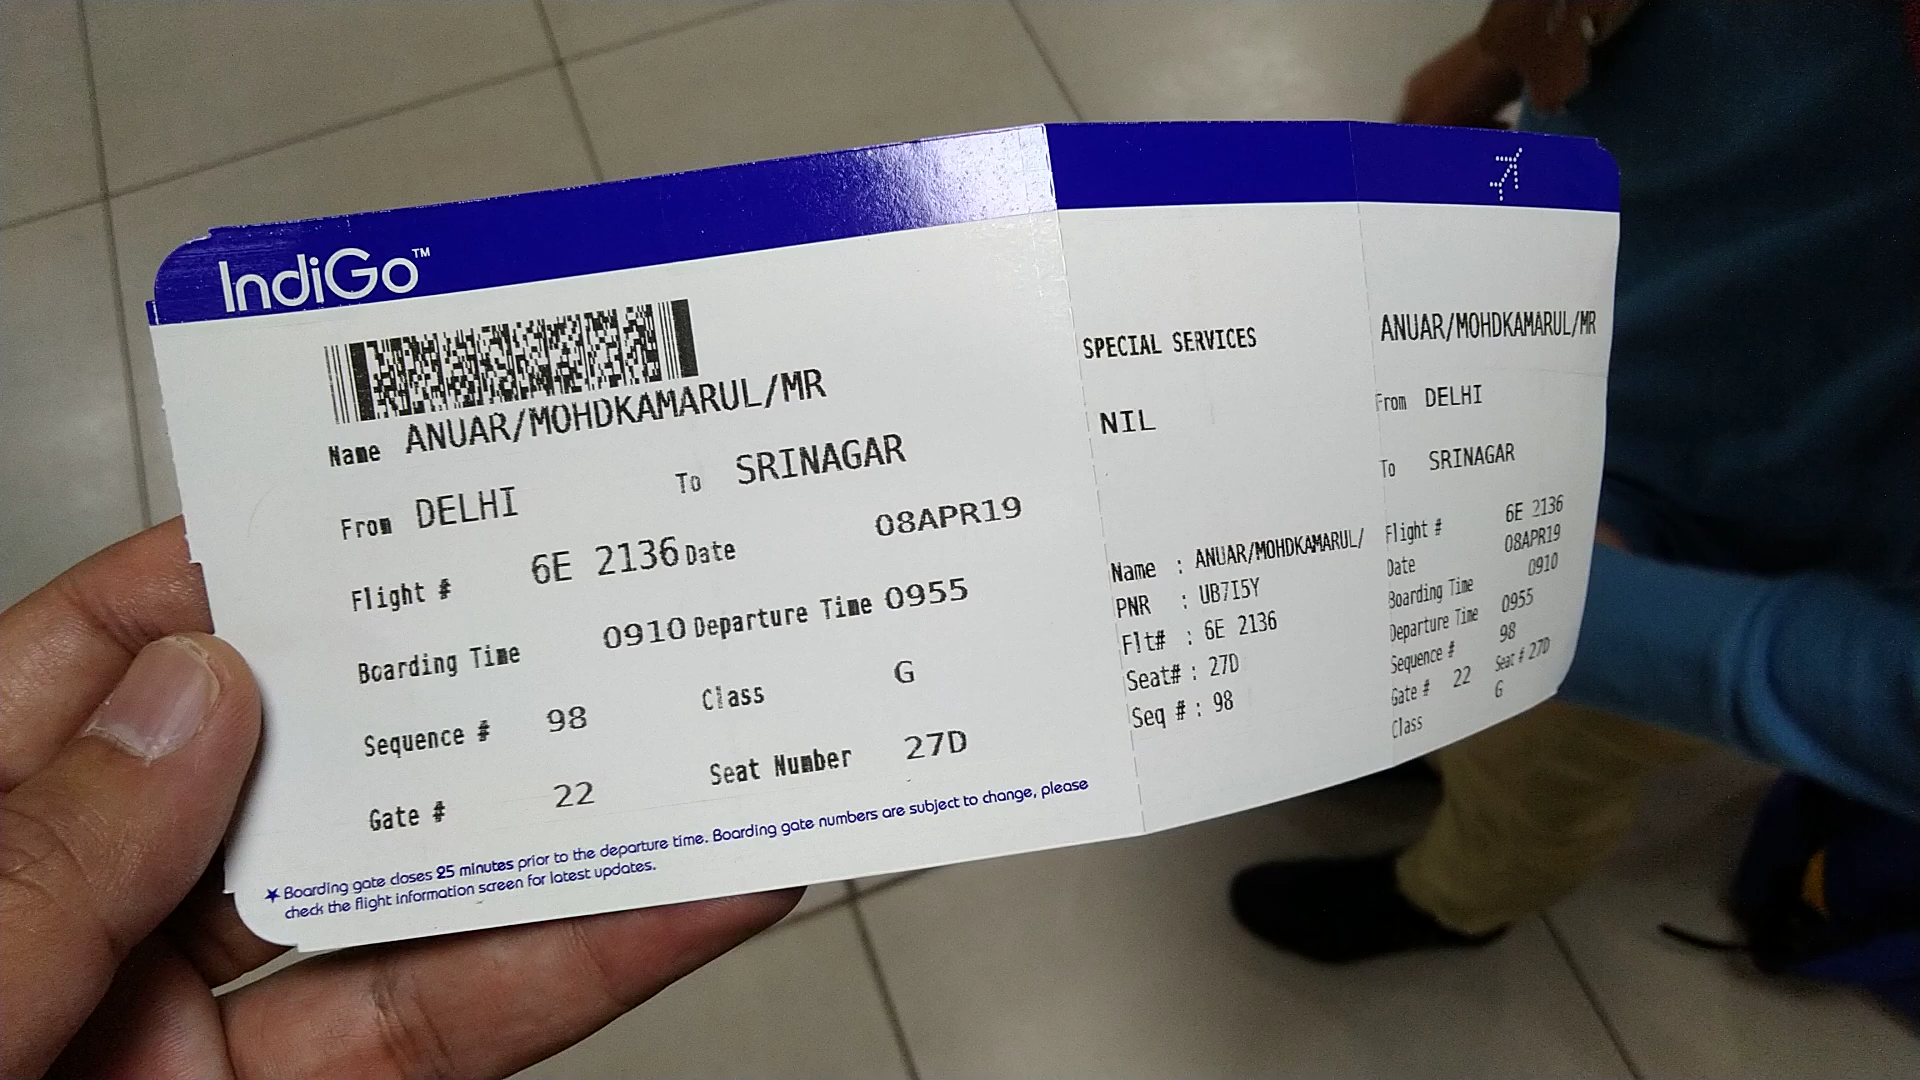 IndiGo™
Name ANUAR/MOHDKAMARUL/MR
From DELHI To SRINAGAR
Flight # 6E 2136 Date 08APR19
Boarding Time 0910 Departure Time 0955
Sequence # 98 Class G
Gate # 22 Seat Number 27D
★ Boarding gate closes 25 minutes prior to the departure time. Boarding gate numbers are subject to change, please
check the flight information screen for latest updates.
SPECIAL SERVICES
NIL
Name : ANUAR/MOHDKAMARUL/
PNR : UB7I5Y
Flt# : 6E 2136
Seat# : 27D
Seq # : 98
ANUAR/MOHDKAMARUL/MR
From DELHI
To SRINAGAR
Flight # 6E 2136
Date 08APR19
Boarding Time 0910
Departure Time 0955
Sequence # 98
Gate # 22 Seat # 27D
Class G